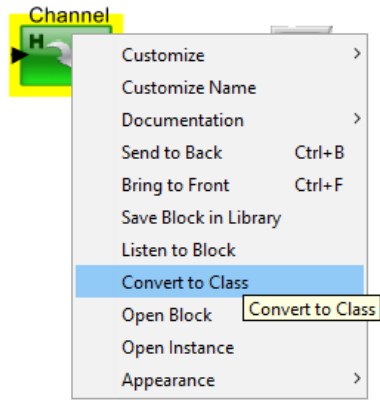 Channel
H
Customize >
Customize Name
Documentation >
Send to Back Ctrl+B
Bring to Front Ctrl+F
Save Block in Library
Listen to Block
Convert to Class
Open Block
Convert to Class
Open Instance
Appearance >